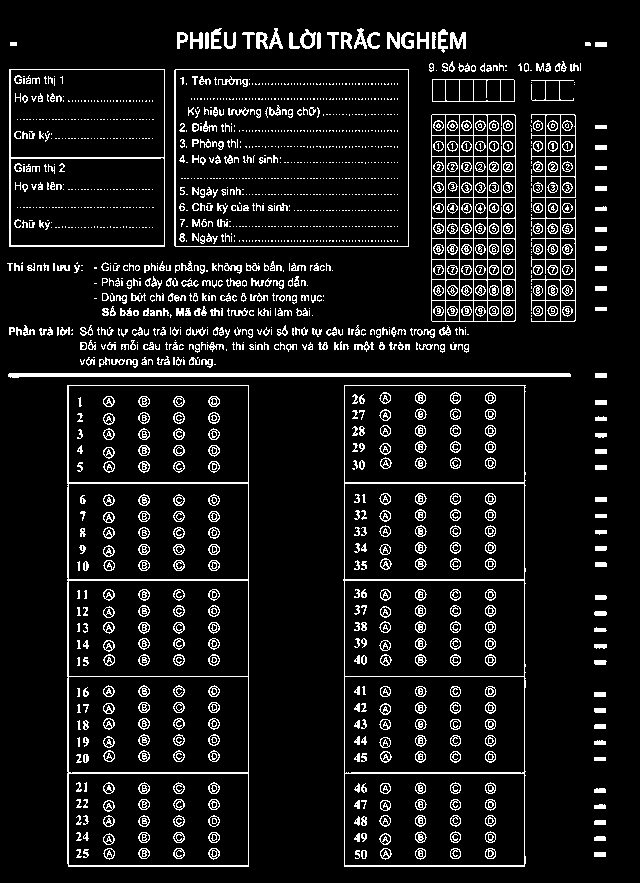 PHIẾU TRẢ LỜI TRẮC NGHIỆM
9. Số báo danh: 10. Mã đề thi
Giám thị 1
Họ và tên:
Chữ ký:
Giám thị 2
Họ và tên:
Chữ ký:
1. Tên trường:
Ký hiệu trường (bằng chữ)
2. Điểm thi:
3. Phòng thi:
4. Họ và tên thí sinh:
5. Ngày sinh:
6. Chữ ký của thí sinh:
7. Môn thi:
8. Ngày thi:
0 0 0 0 0 0 0 0 0
1 1 1 1 1 1 1 1 1
2 2 2 2 2 2 2 2 2
3 3 3 3 3 3 3 3 3
4 4 4 4 4 4 4 4 4
5 5 5 5 5 5 5 5 5
6 6 6 6 6 6 6 6 6
7 7 7 7 7 7 7 7 7
8 8 8 8 8 8 8 8 8
9 9 9 9 9 9 9 9 9
Thí sinh lưu ý: - Giữ cho phiếu phẳng, không bôi bẩn, làm rách.
- Phải ghi đầy đủ các mục theo hướng dẫn.
- Dùng bút chì đen tô kín các ô tròn trong mục:
Số báo danh, Mã đề thi trước khi làm bài.
Phần trả lời: Số thứ tự câu trả lời dưới đây ứng với số thứ tự câu trắc nghiệm trong đề thi.
Đối với mỗi câu trắc nghiệm, thí sinh chọn và tô kín một ô tròn tương ứng
với phương án trả lời đúng.
1 A B C D
2 A B C D
3 A B C D
4 A B C D
5 A B C D
6 A B C D
7 A B C D
8 A B C D
9 A B C D
10 A B C D
11 A B C D
12 A B C D
13 A B C D
14 A B C D
15 A B C D
16 A B C D
17 A B C D
18 A B C D
19 A B C D
20 A B C D
21 A B C D
22 A B C D
23 A B C D
24 A B C D
25 A B C D
26 A B C D
27 A B C D
28 A B C D
29 A B C D
30 A B C D
31 A B C D
32 A B C D
33 A B C D
34 A B C D
35 A B C D
36 A B C D
37 A B C D
38 A B C D
39 A B C D
40 A B C D
41 A B C D
42 A B C D
43 A B C D
44 A B C D
45 A B C D
46 A B C D
47 A B C D
48 A B C D
49 A B C D
50 A B C D